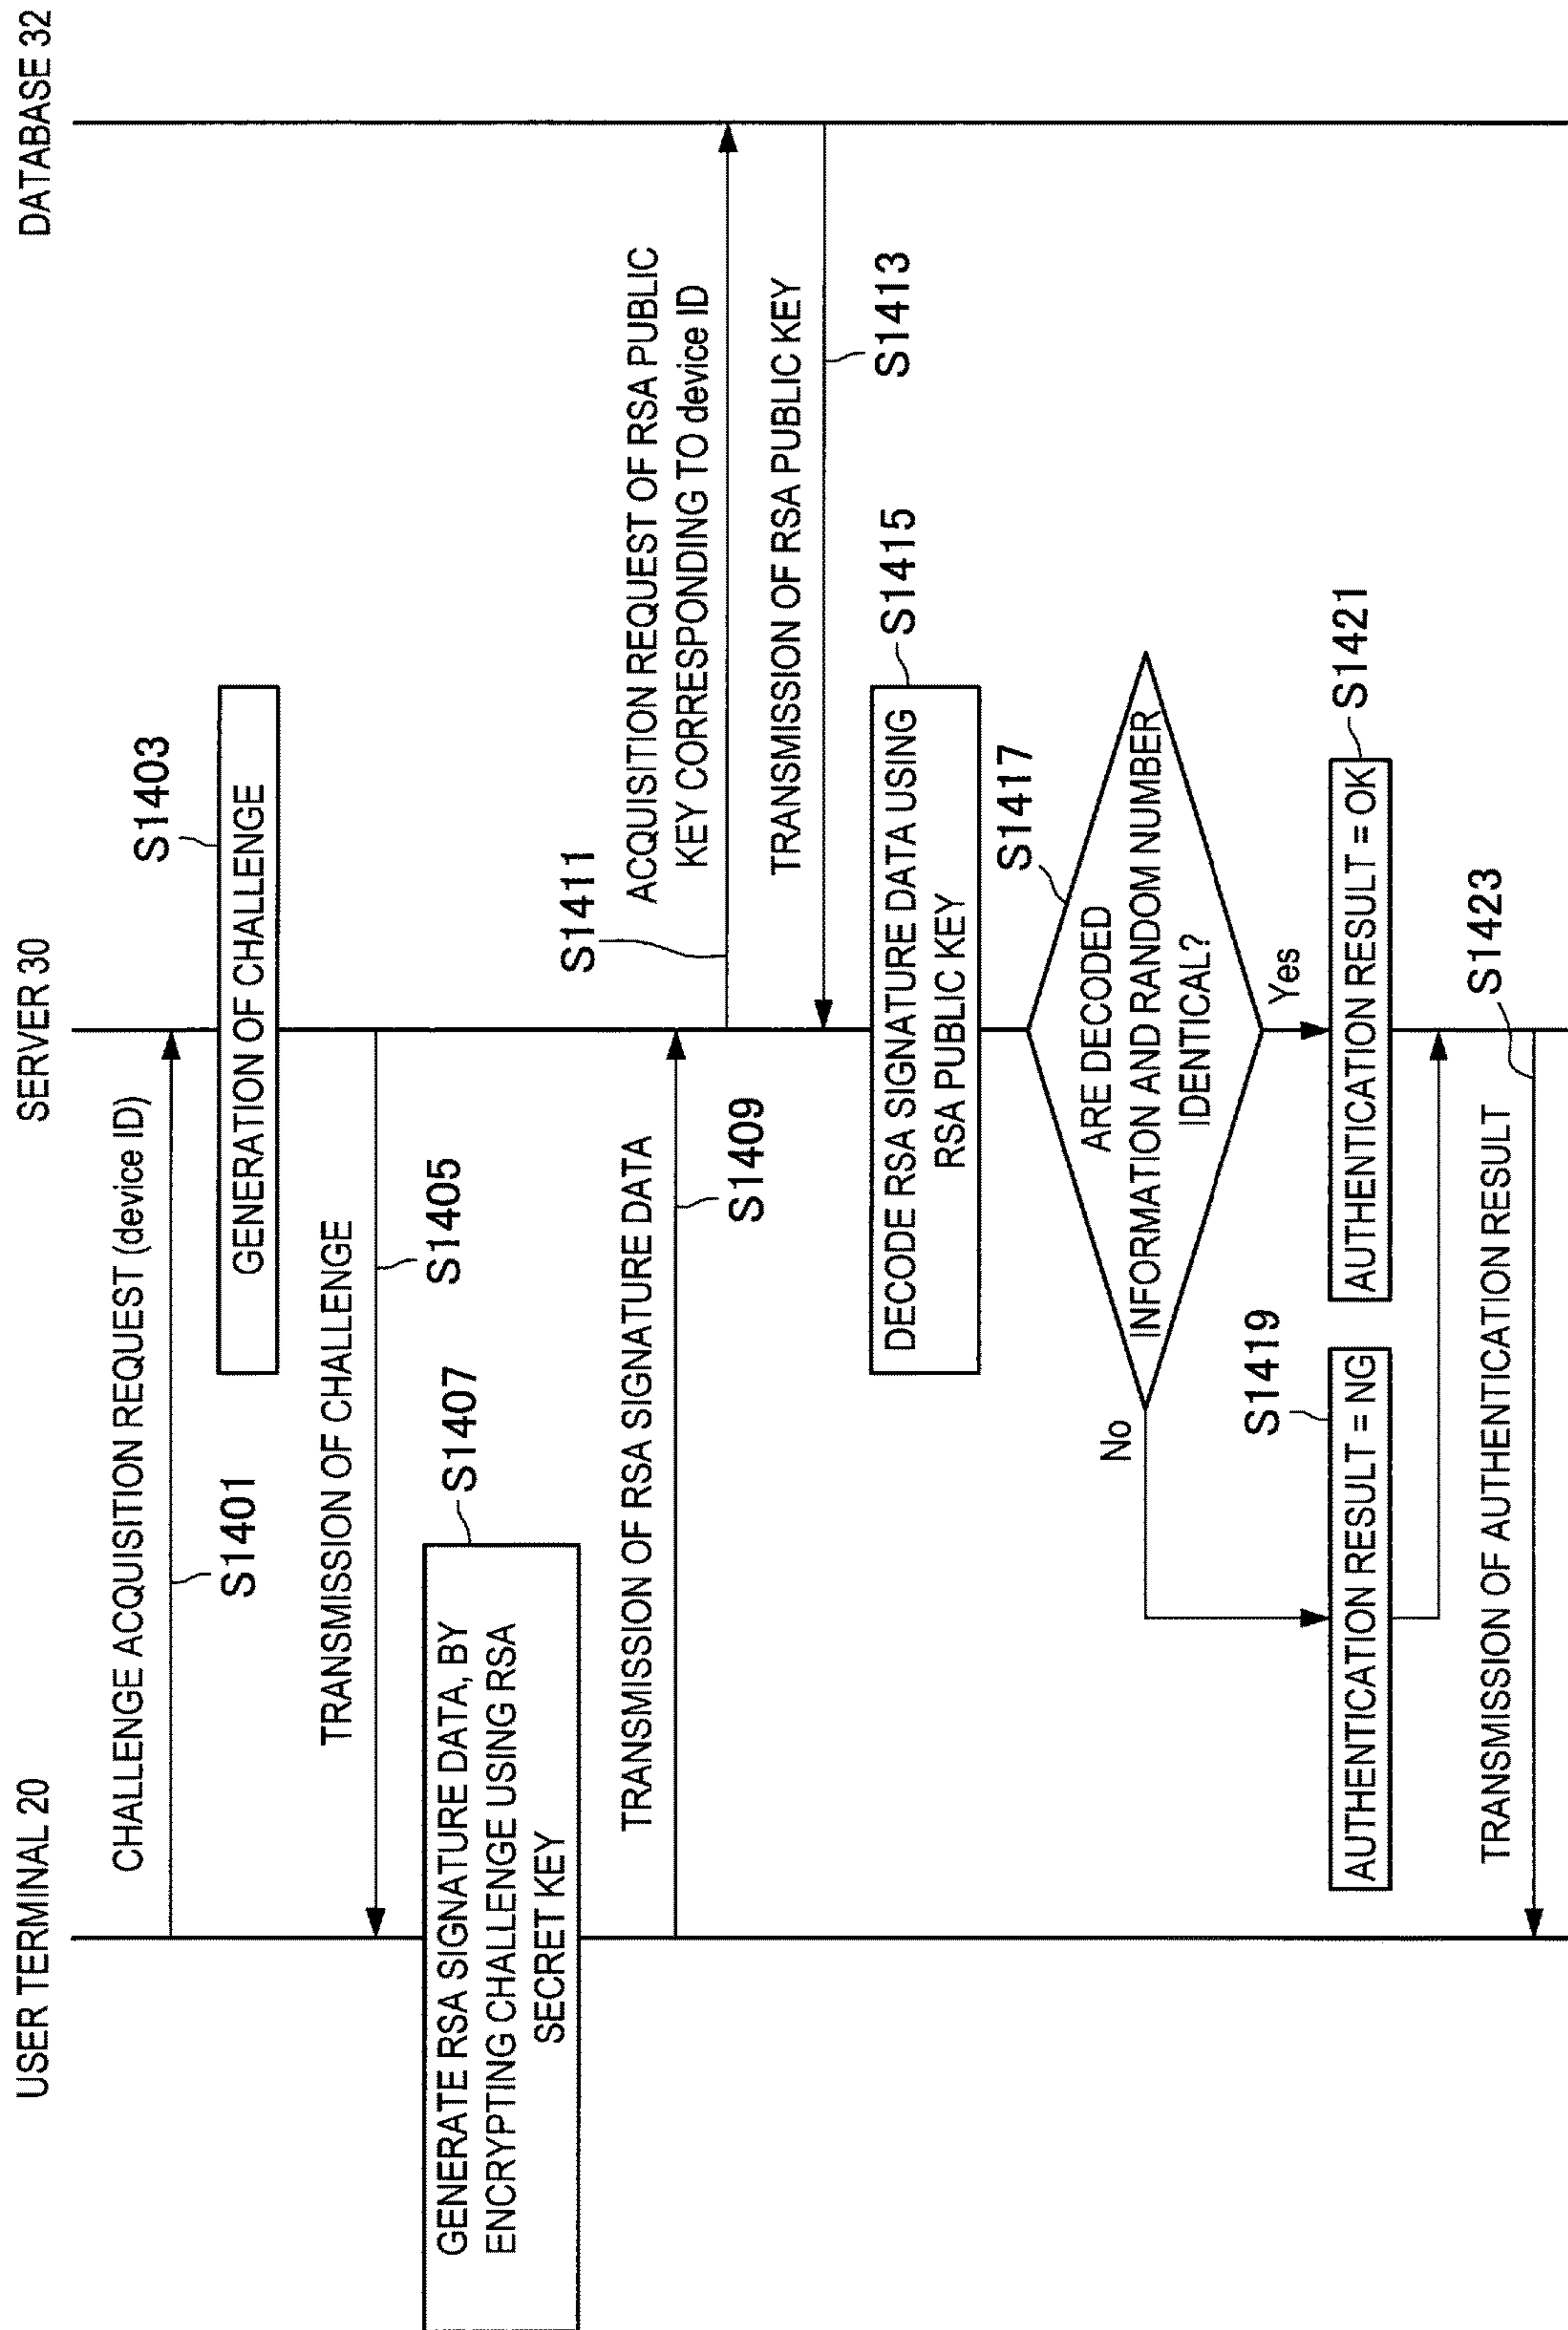 USER TERMINAL 20
SERVER 30
DATABASE 32
CHALLENGE ACQUISITION REQUEST (device ID)
S1401
S1403
GENERATION OF CHALLENGE
TRANSMISSION OF CHALLENGE
S1405
S1407
GENERATE RSA SIGNATURE DATA, BY
ENCRYPTING CHALLENGE USING RSA
SECRET KEY
TRANSMISSION OF RSA SIGNATURE DATA
S1409
S1411
ACQUISITION REQUEST OF RSA PUBLIC
KEY CORRESPONDING TO device ID
TRANSMISSION OF RSA PUBLIC KEY
S1413
S1415
DECODE RSA SIGNATURE DATA USING
RSA PUBLIC KEY
S1417
ARE DECODED
INFORMATION AND RANDOM NUMBER
IDENTICAL?
No
Yes
S1419
AUTHENTICATION RESULT = NG
S1421
AUTHENTICATION RESULT = OK
TRANSMISSION OF AUTHENTICATION RESULT
S1423